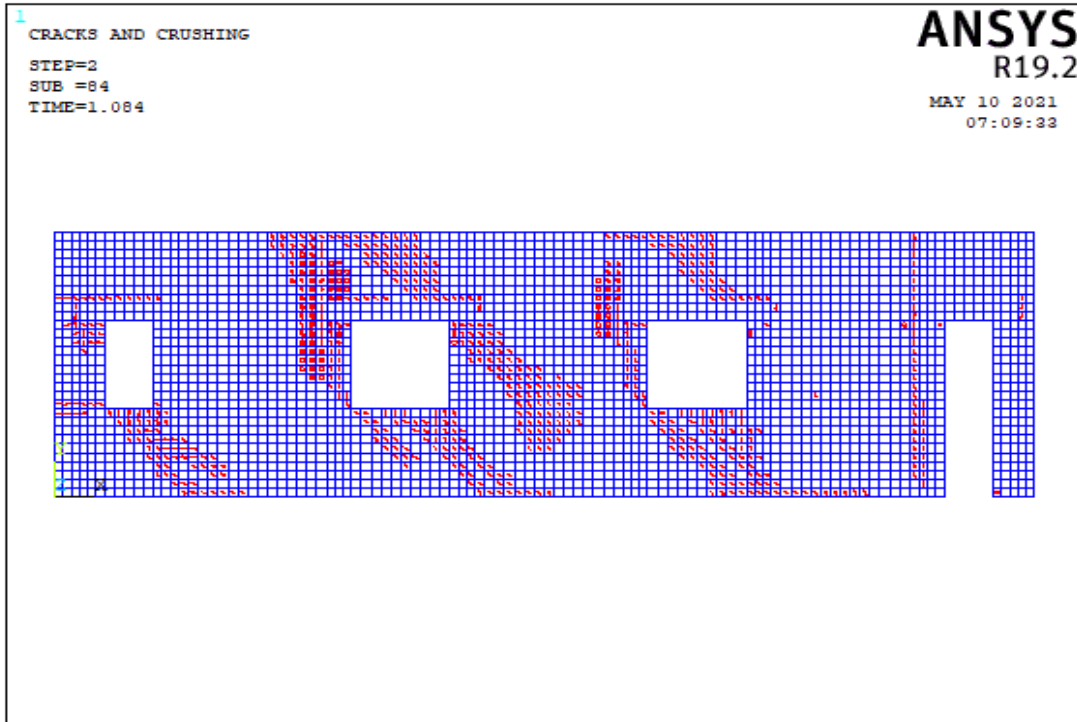 1
CRACKS AND CRUSHING
STEP=2
SUB =84
TIME=1.084
ANSYS
R19.2
MAY 10 2021
07:09:33
Y
Z X